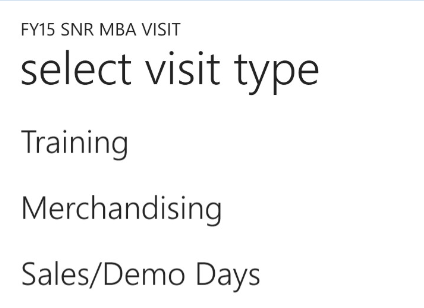 FY15 SNR MBA VISIT
select visit type
Training
Merchandising
Sales/Demo Days